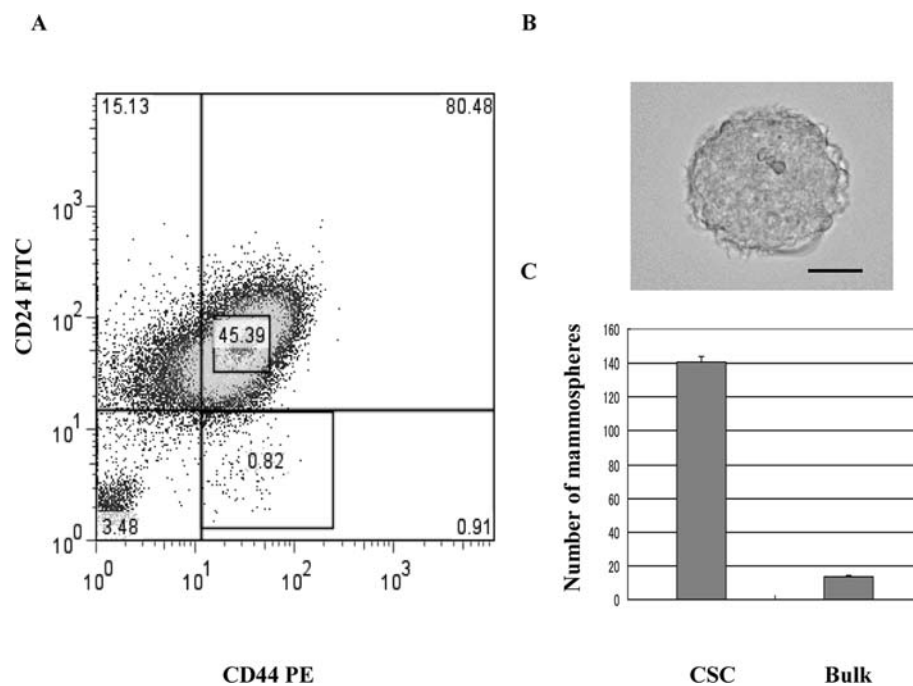 A
15.13
80.48
CD24 FITC
10³
10²
10¹
10⁰
45.39
0.82
3.48
0.91
10⁰ 10¹ 10² 10³
CD44 PE
B
C
Number of mammospheres
160
140
120
100
80
60
40
20
0
CSC Bulk